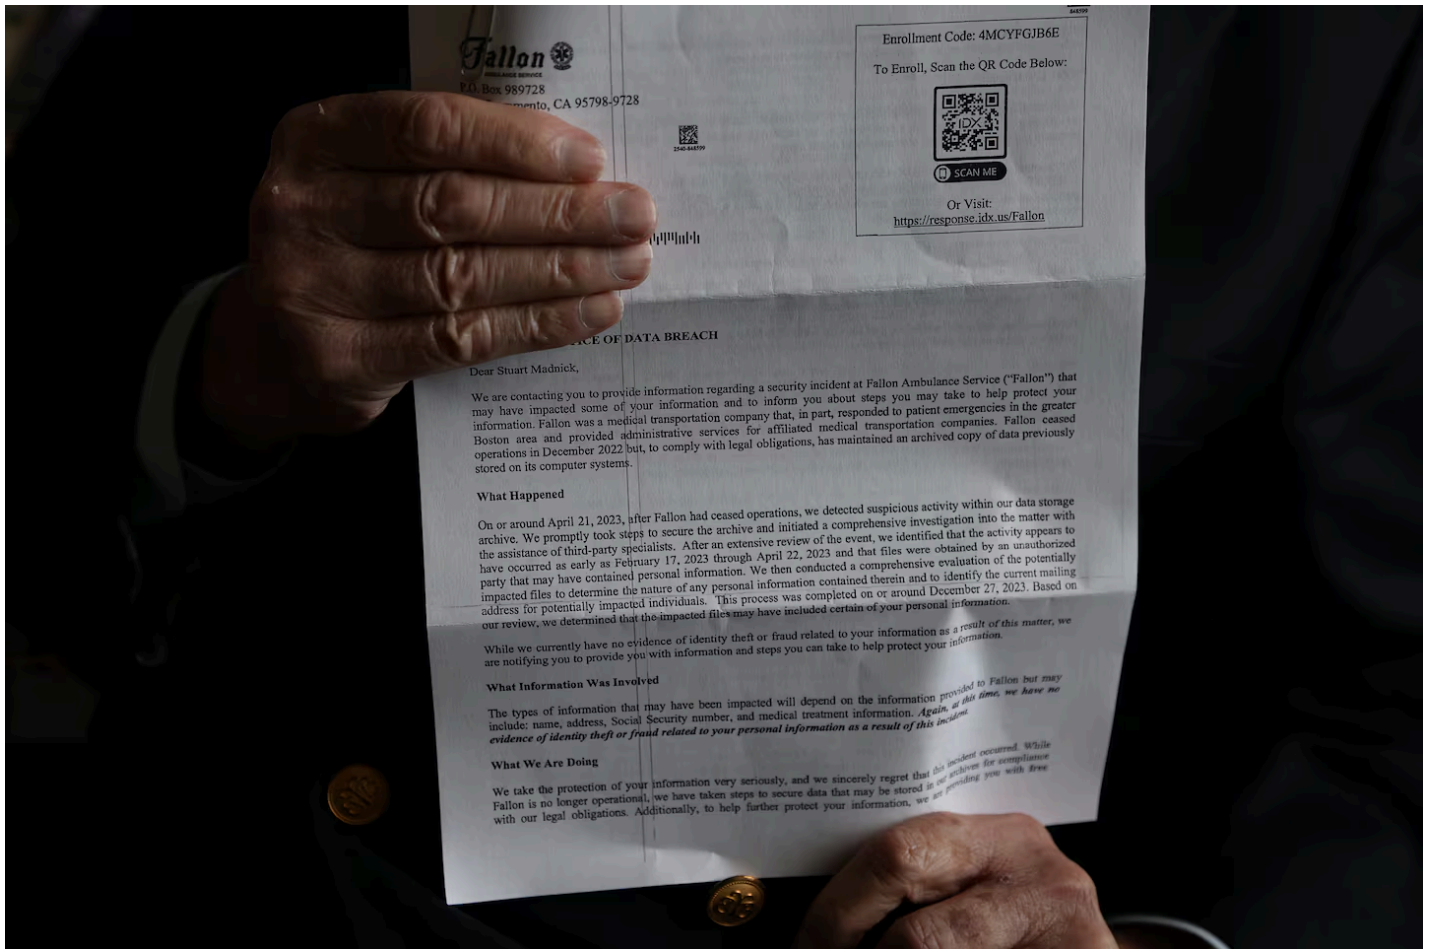 Fallon
AMBULANCE SERVICE
P.O. Box 989728
mento, CA 95798-9728
2540-848599
848599
Enrollment Code: 4MCYFGJB6E
To Enroll, Scan the QR Code Below:
IDX
SCAN ME
Or Visit:
https://response.idx.us/Fallon
CE OF DATA BREACH
Dear Stuart Madnick,
We are contacting you to provide information regarding a security incident at Fallon Ambulance Service (“Fallon”) that
may have impacted some of your information and to inform you about steps you may take to help protect your
information. Fallon was a medical transportation company that, in part, responded to patient emergencies in the greater
Boston area and provided administrative services for affiliated medical transportation companies. Fallon ceased
operations in December 2022 but, to comply with legal obligations, has maintained an archived copy of data previously
stored on its computer systems.
What Happened
On or around April 21, 2023, after Fallon had ceased operations, we detected suspicious activity within our data storage
archive. We promptly took steps to secure the archive and initiated a comprehensive investigation into the matter with
the assistance of third-party specialists. After an extensive review of the event, we identified that the activity appears to
have occurred as early as February 17, 2023 through April 22, 2023 and that files were obtained by an unauthorized
party that may have contained personal information. We then conducted a comprehensive evaluation of the potentially
impacted files to determine the nature of any personal information contained therein and to identify the current mailing
address for potentially impacted individuals. This process was completed on or around December 27, 2023. Based on
our review, we determined that the impacted files may have included certain of your personal information.
While we currently have no evidence of identity theft or fraud related to your information as a result of this matter, we
are notifying you to provide you with information and steps you can take to help protect your information.
What Information Was Involved
The types of information that may have been impacted will depend on the information provided to Fallon but may
include: name, address, Social Security number, and medical treatment information. Again, at this time, we have no
evidence of identity theft or fraud related to your personal information as a result of this incident.
What We Are Doing
We take the protection of your information very seriously, and we sincerely regret that this incident occurred. While
Fallon is no longer operational, we have taken steps to secure data that may be stored in our archives for compliance
with our legal obligations. Additionally, to help further protect your information, we are providing you with free